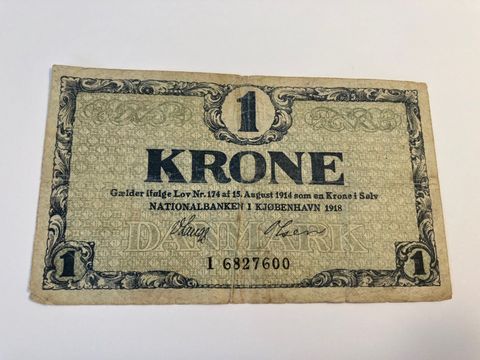 1
KRONE
Gælder ifølge Lov Nr. 174 af 15. August 1914 som en Krone i Sølv
NATIONALBANKEN I KJØBENHAVN 1918
DANMARK
1 I 6827600 1